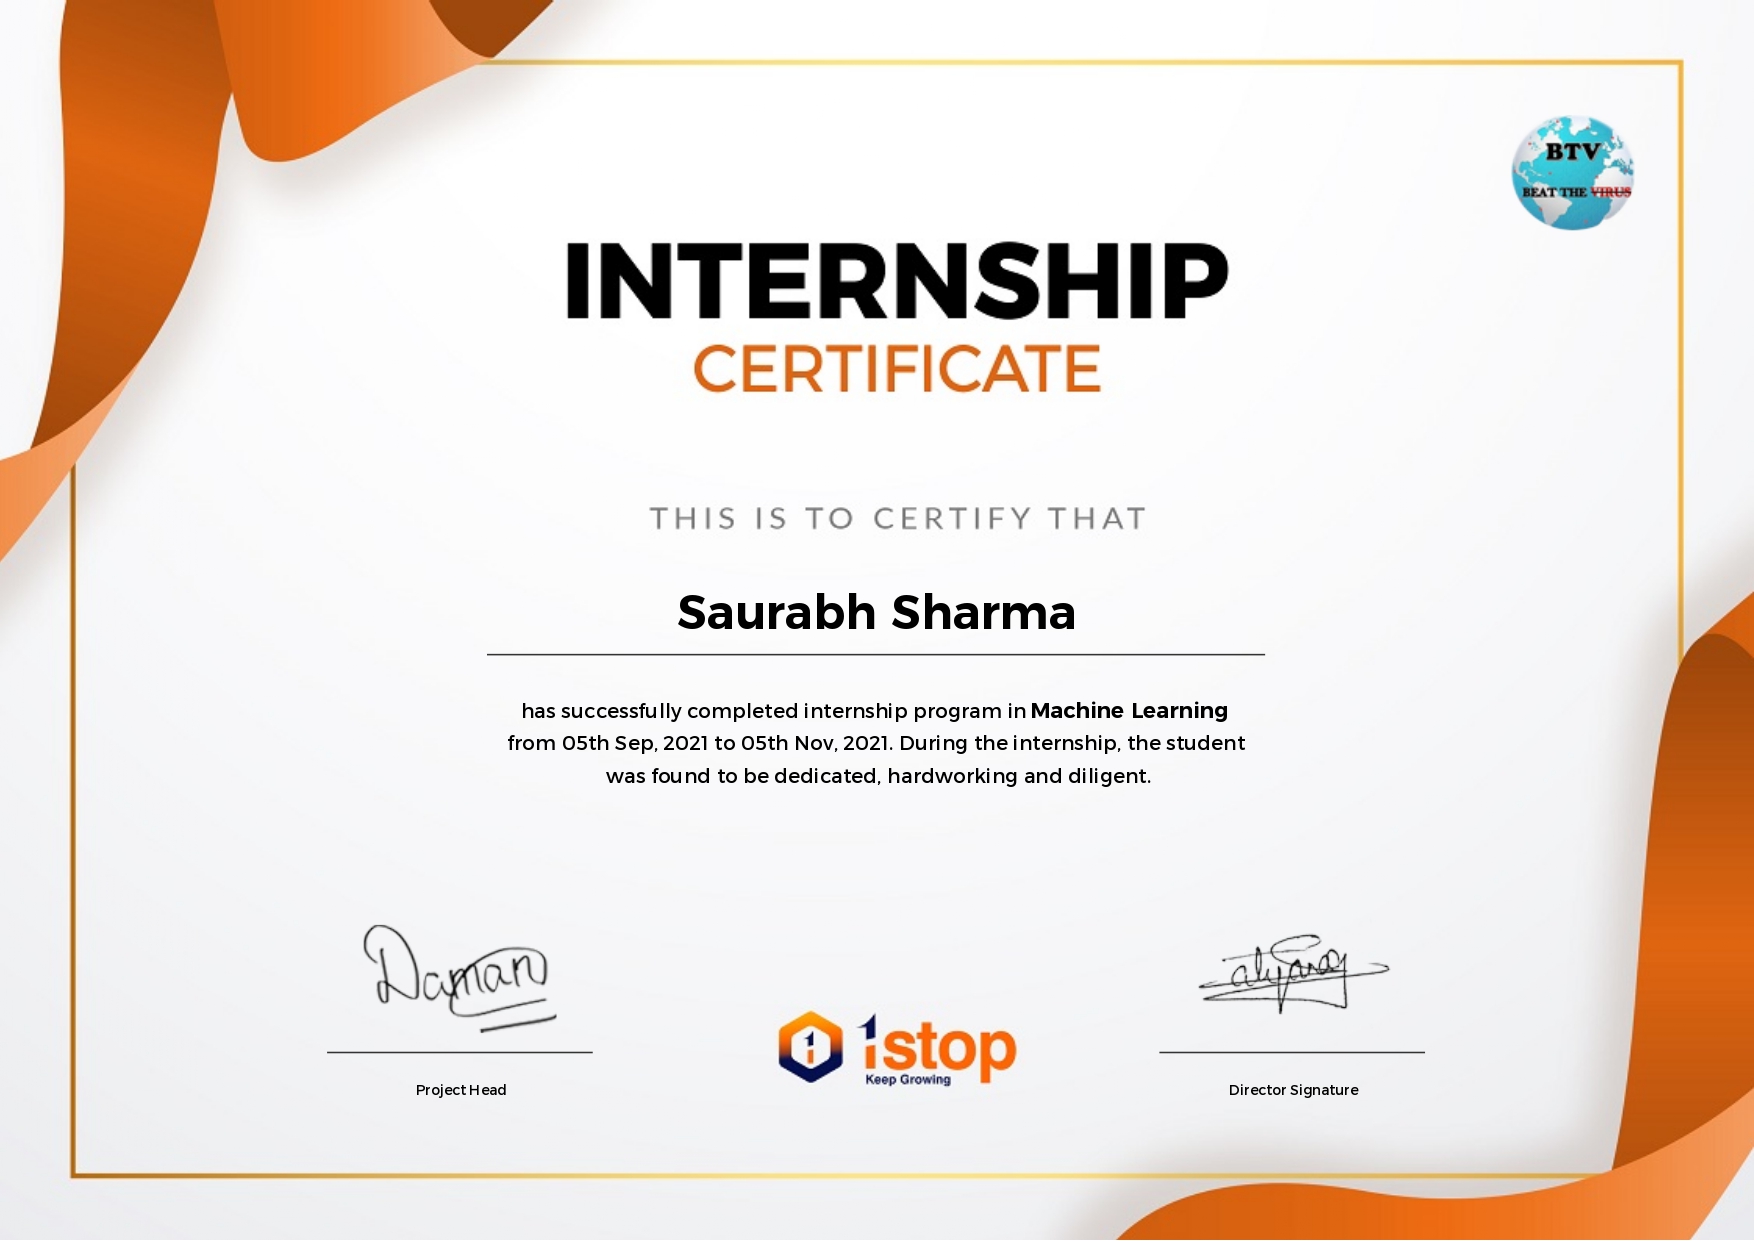 BTV
BEAT THE VIRUS
INTERNSHIP
CERTIFICATE
THIS IS TO CERTIFY THAT
Saurabh Sharma
has successfully completed internship program in Machine Learning
from 05th Sep, 2021 to 05th Nov, 2021. During the internship, the student
was found to be dedicated, hardworking and diligent.
Daman
1stop
Keep Growing
Project Head
Director Signature